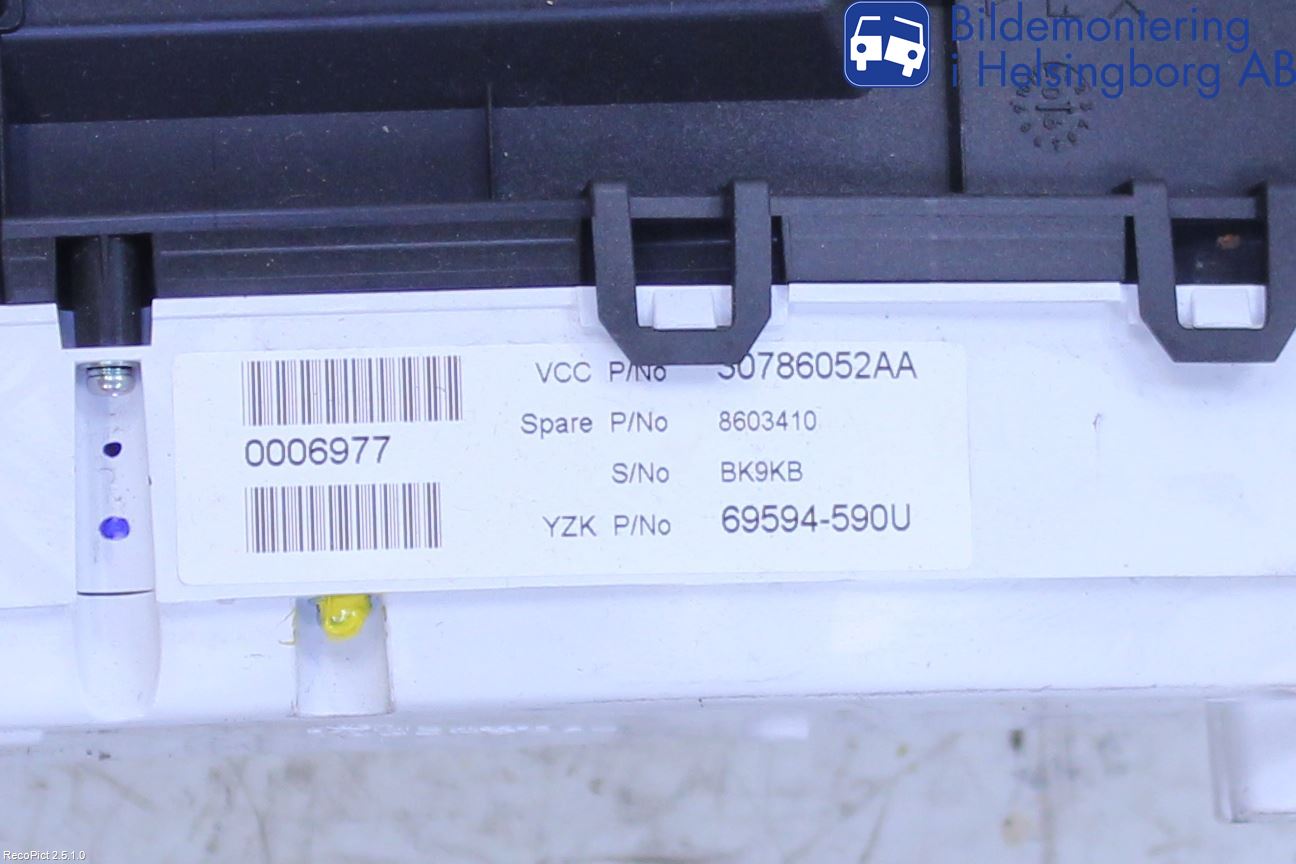 Bildemontering
i Helsingborg AB
VCC P/No 30786052AA
Spare P/No 8603410
0006977
S/No BK9KB
YZK P/No 69594-590U
RecoPict 2.5.1.0